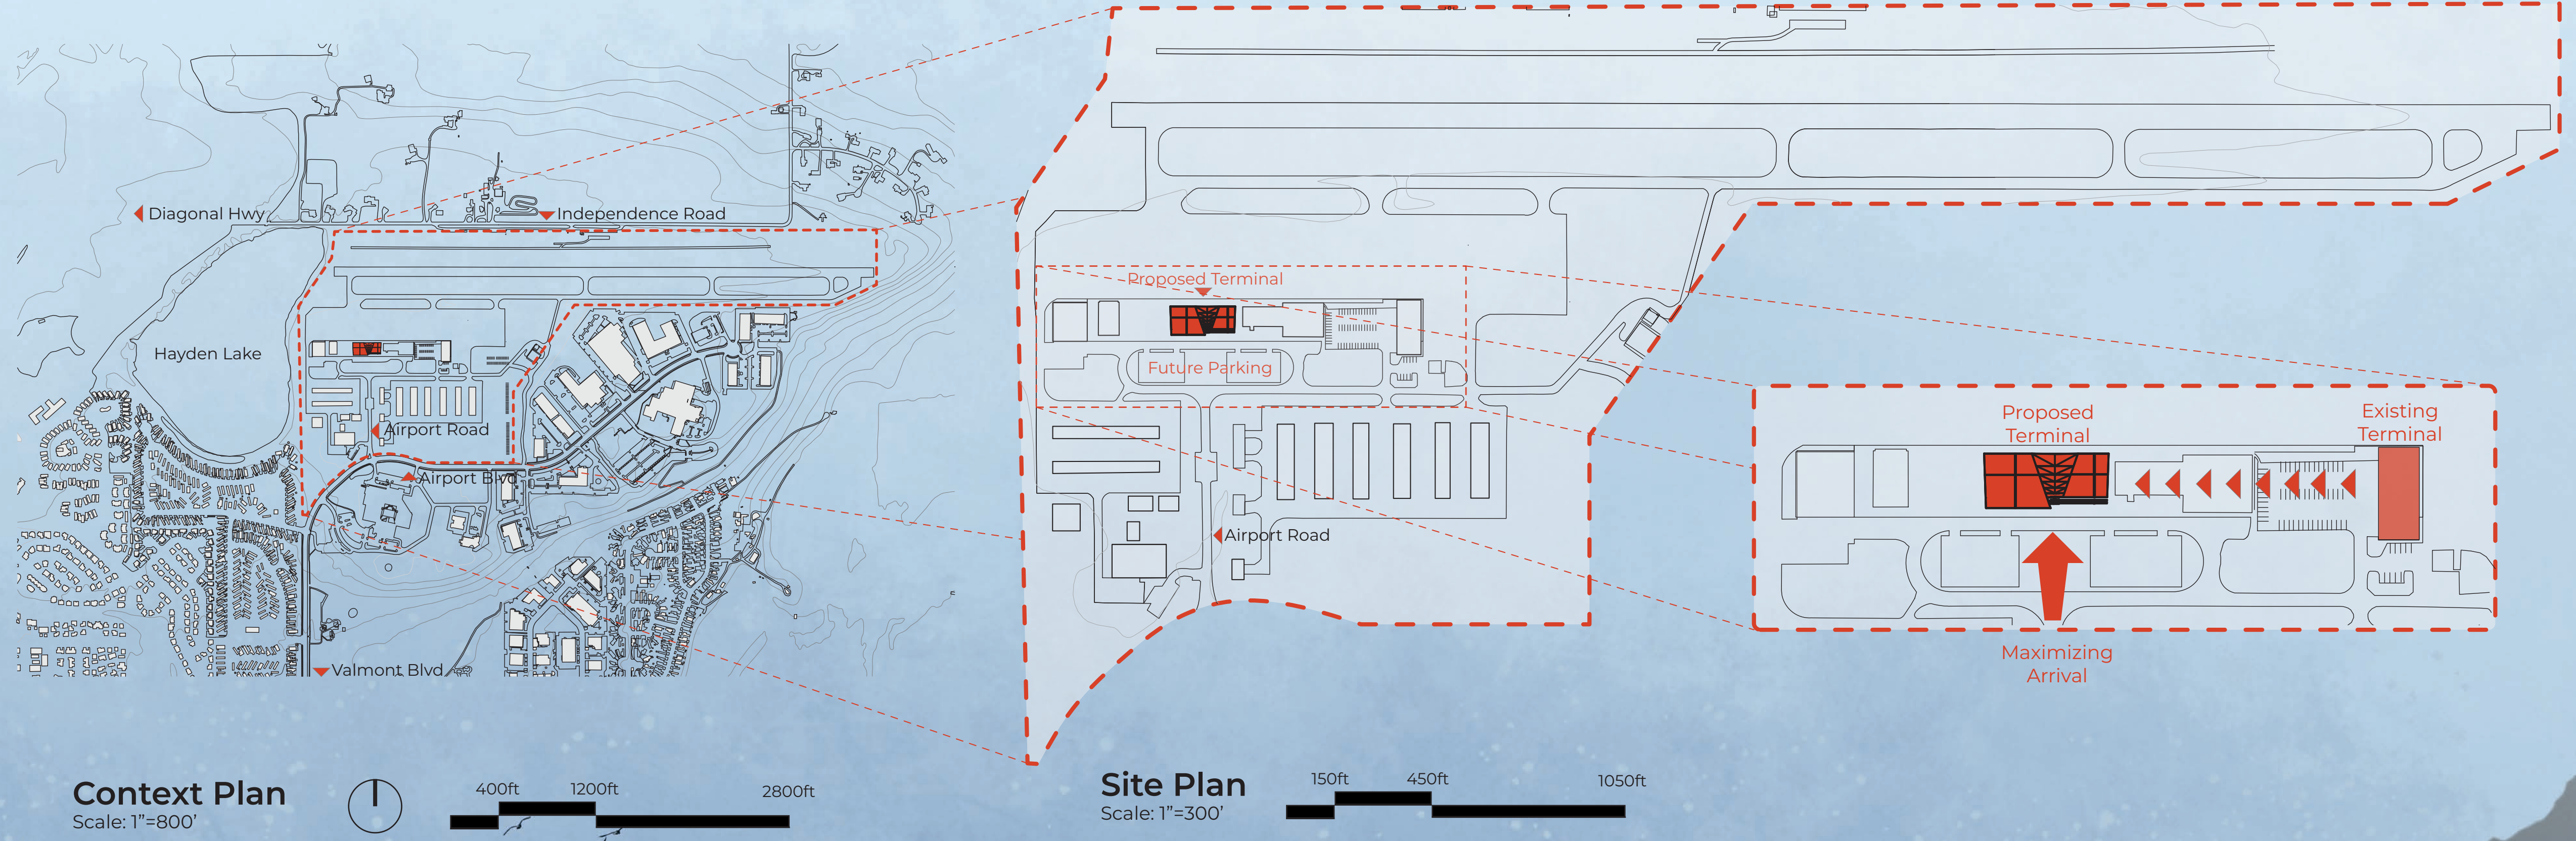 Diagonal Hwy
Independence Road
Hayden Lake
Airport Road
Airport Blvd
Valmont Blvd
Context Plan
Scale: 1”=800’
400ft
1200ft
2800ft
Proposed Terminal
Future Parking
Airport Road
Site Plan
Scale: 1”=300’
150ft
450ft
1050ft
Proposed
Terminal
Existing
Terminal
Maximizing
Arrival